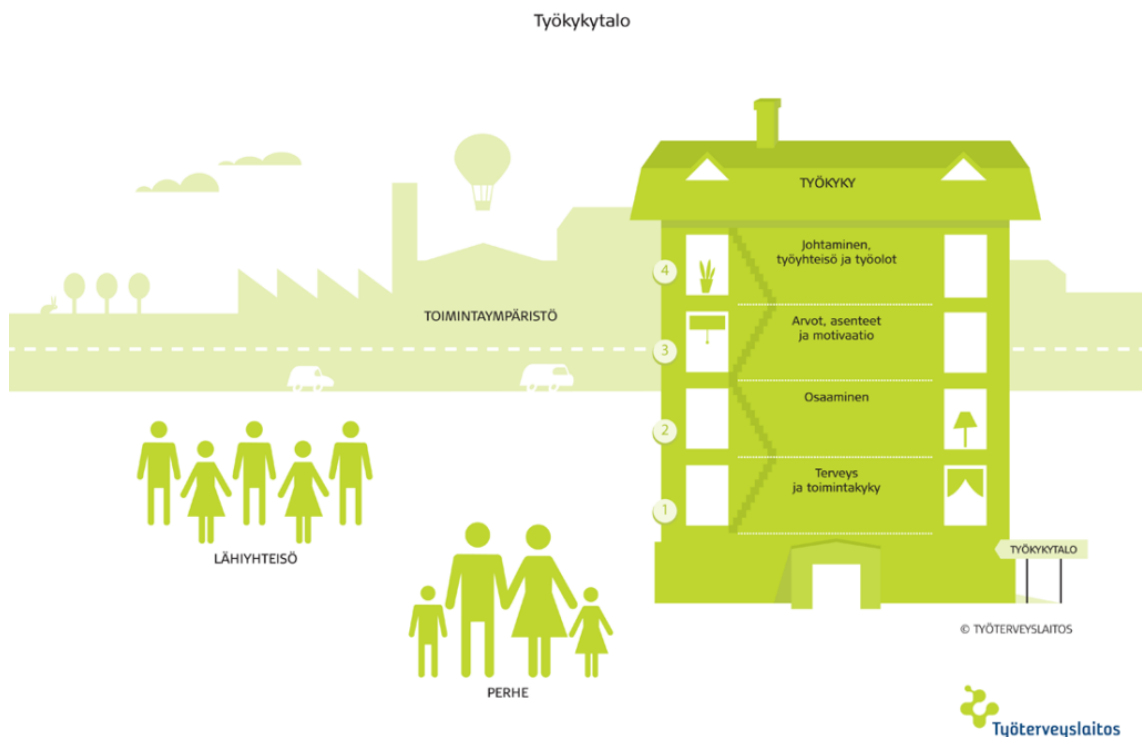 Työkykytalo
TYÖKYKY
4
Johtaminen,
työyhteisö ja työolot
TOIMINTAYMPÄRISTÖ
3
Arvot, asenteet
ja motivaatio
2
Osaaminen
1
Terveys
ja toimintakyky
LÄHIYHTEISÖ
TYÖKYKYTALO
PERHE
© TYÖTERVEYSLAITOS
Työterveyslaitos